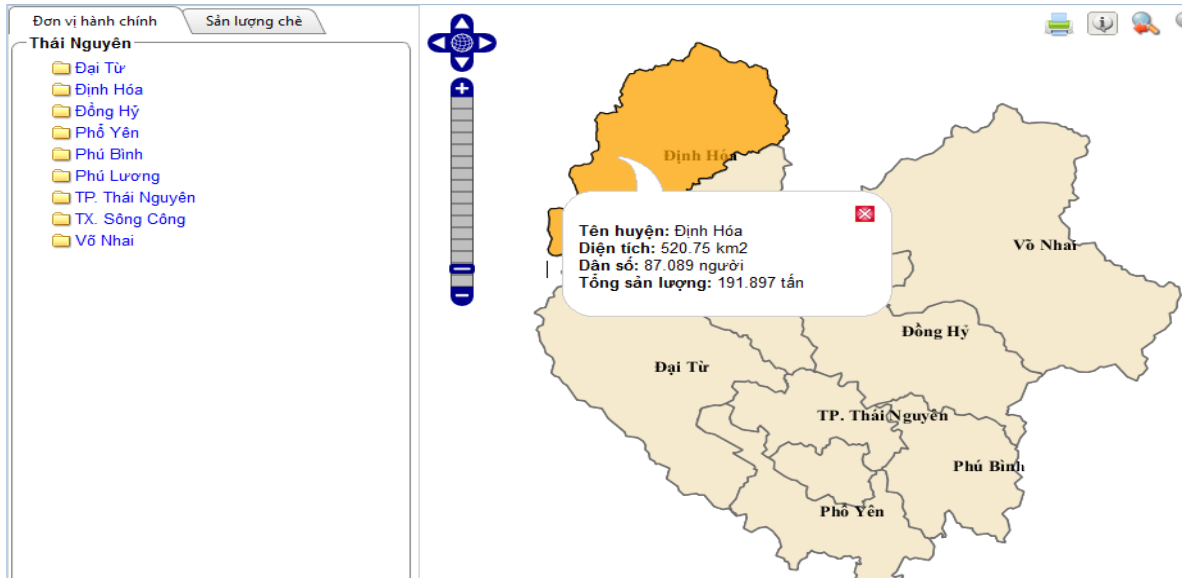 Đơn vị hành chính
Sản lượng chè
Thái Nguyên
Đại Từ
Định Hóa
Đồng Hỷ
Phổ Yên
Phú Bình
Phú Lương
TP. Thái Nguyên
TX. Sông Công
Võ Nhai
Định Hóa
Tên huyện: Định Hóa
Diện tích: 520.75 km2
Dân số: 87.089 người
Tổng sản lượng: 191.897 tấn
Võ Nhai
Đồng Hỷ
Đại Từ
TP. Thái Nguyên
Phú Bình
Phổ Yên